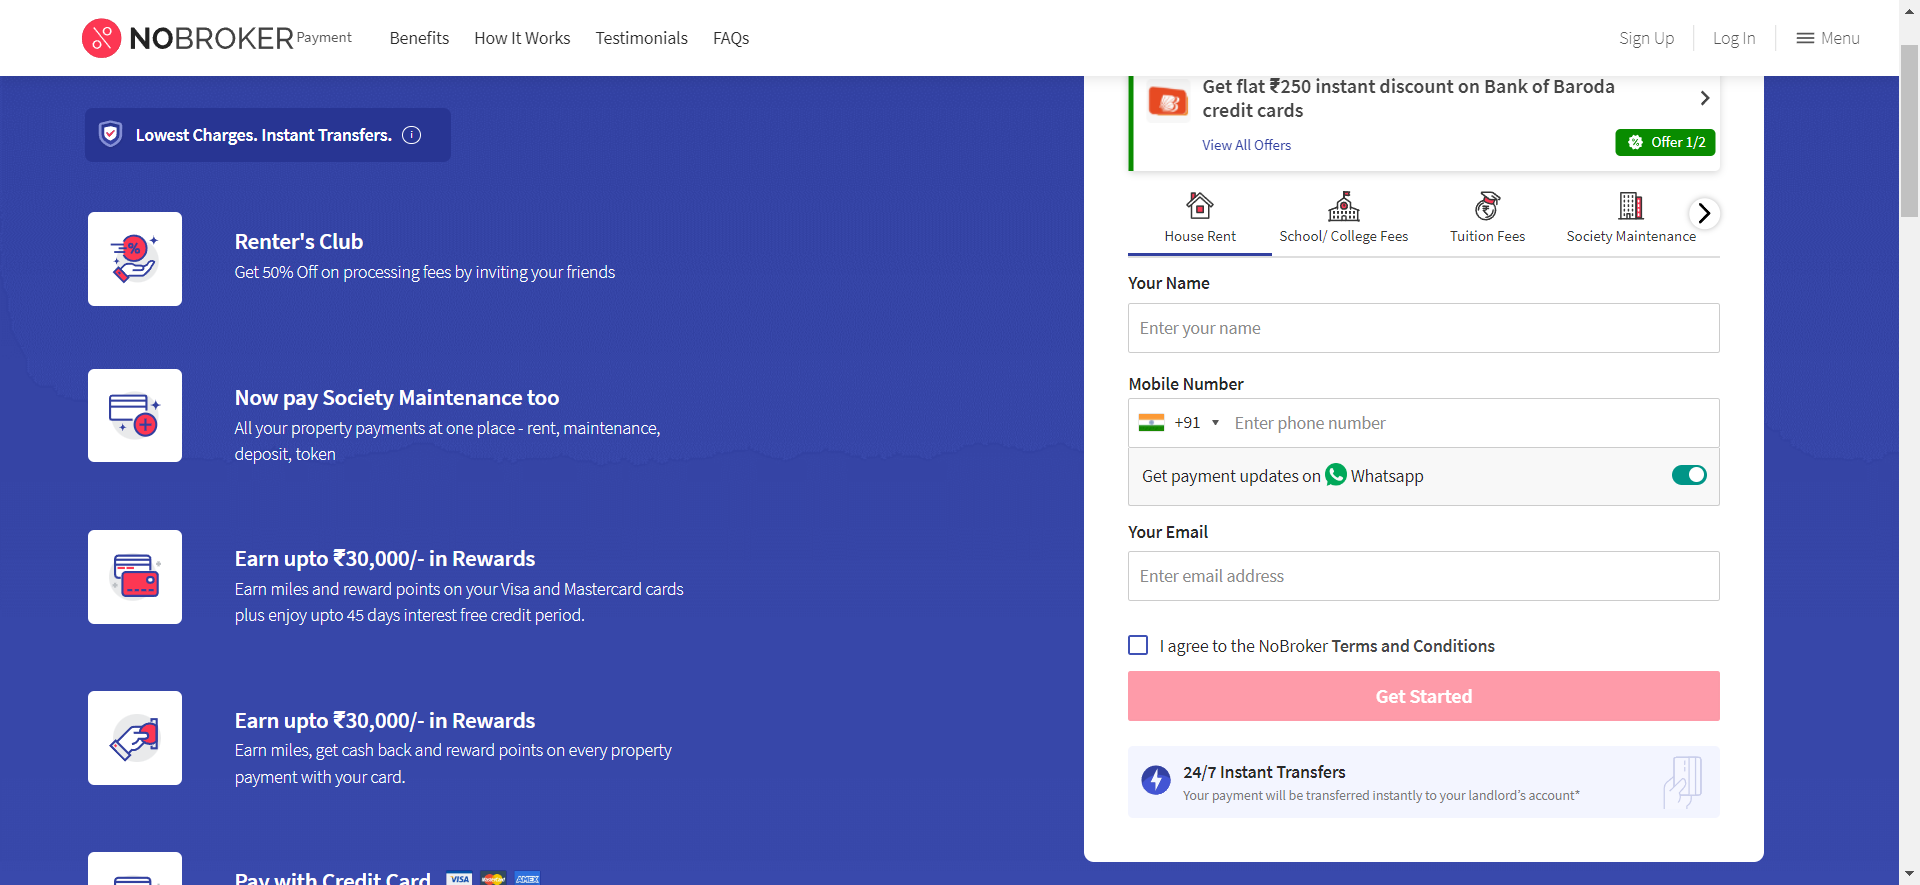 NOBROKER Payment
Benefits How It Works Testimonials FAQs
Sign Up Log In Menu
Lowest Charges. Instant Transfers. i
Renter's Club
Get 50% Off on processing fees by inviting your friends
Now pay Society Maintenance too
All your property payments at one place - rent, maintenance,
deposit, token
Earn upto ₹30,000/- in Rewards
Earn miles and reward points on your Visa and Mastercard cards
plus enjoy upto 45 days interest free credit period.
Earn upto ₹30,000/- in Rewards
Earn miles, get cash back and reward points on every property
payment with your card.
Pay with Credit Card VISA MasterCard AMEX
Get flat ₹250 instant discount on Bank of Baroda
credit cards
View All Offers
Offer 1/2
House Rent School/ College Fees Tuition Fees Society Maintenance
Your Name
Enter your name
Mobile Number
+91 Enter phone number
Get payment updates on Whatsapp
Your Email
Enter email address
I agree to the NoBroker Terms and Conditions
Get Started
24/7 Instant Transfers
Your payment will be transferred instantly to your landlord's account*